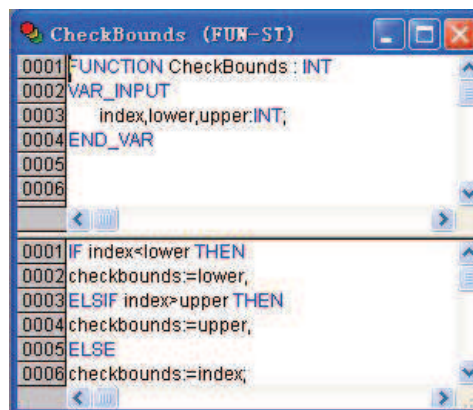 CheckBounds (FUN-ST)
0001 FUNCTION CheckBounds : INT
0002 VAR_INPUT
0003 index,lower,upper:INT;
0004 END_VAR
0005
0006
0001 IF index<lower THEN
0002 checkbounds:=lower,
0003 ELSIF index>upper THEN
0004 checkbounds:=upper,
0005 ELSE
0006 checkbounds:=index;